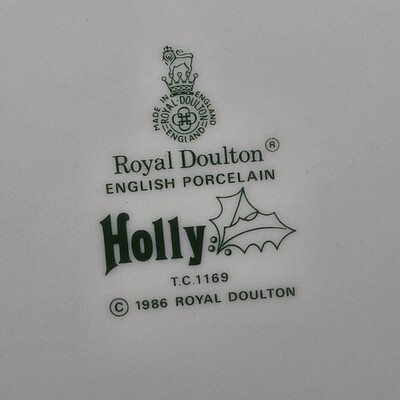 MADE IN ENGLAND
ROYAL·DOULTON
ENGLAND
Royal Doulton®
ENGLISH PORCELAIN
Holly
T.C.1169
© 1986 ROYAL DOULTON